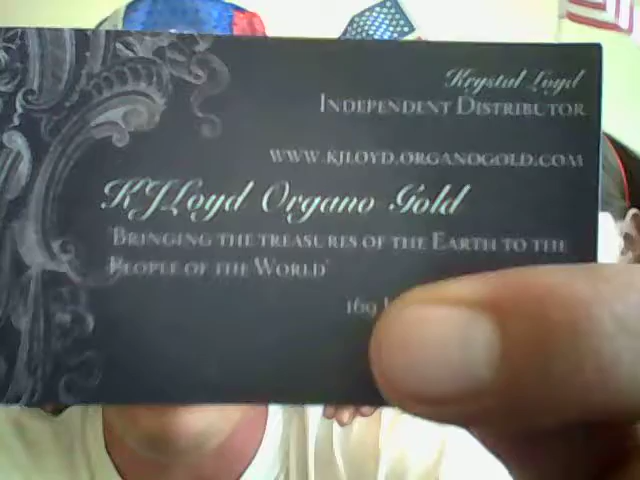 Krystal Loyd
Independent Distributor
www.kjloyd.organogold.com
KJLoyd Organo Gold
'Bringing the treasures of the Earth to the
People of the World'
169